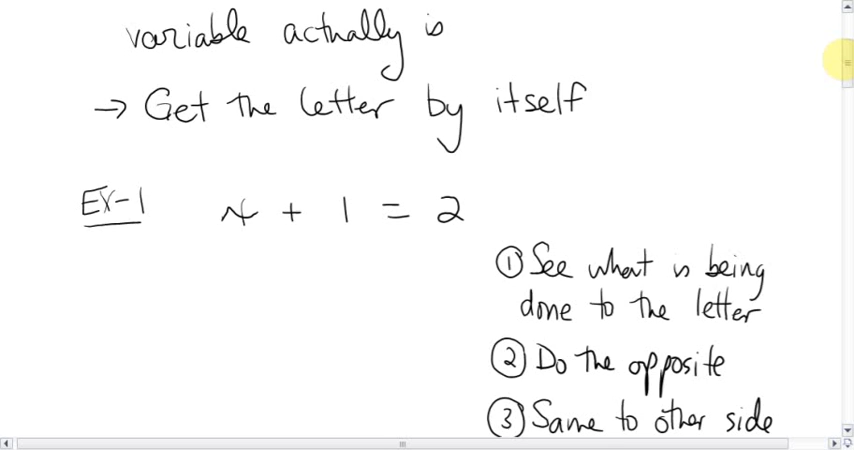 variable actually is
→ Get the letter by itself
Ex-1 x + 1 = 2
① See what is being
done to the letter
② Do the opposite
③ Same to other side